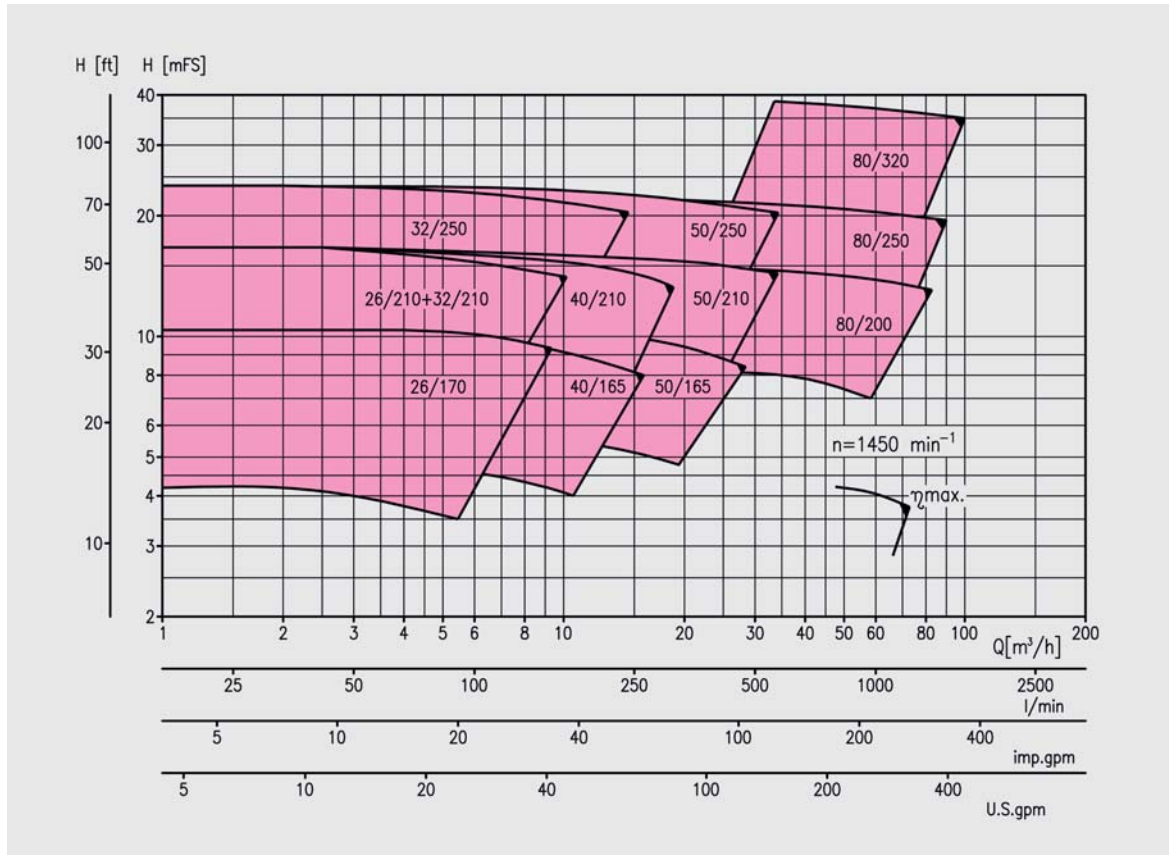 H [ft]
H [mFS]
40
30
20
10
8
6
5
4
3
2
100
70
50
30
20
10
80/320
32/250
50/250
80/250
26/210+32/210
40/210
50/210
80/200
26/170
40/165
50/165
n=1450 min⁻¹
ηmax.
1 2 3 4 5 6 8 10 20 30 40 50 60 80 100 200
Q[m³/h]
25 50 100 250 500 1000 2500
l/min
5 10 20 40 100 200 400
imp.gpm
5 10 20 40 100 200 400
U.S.gpm